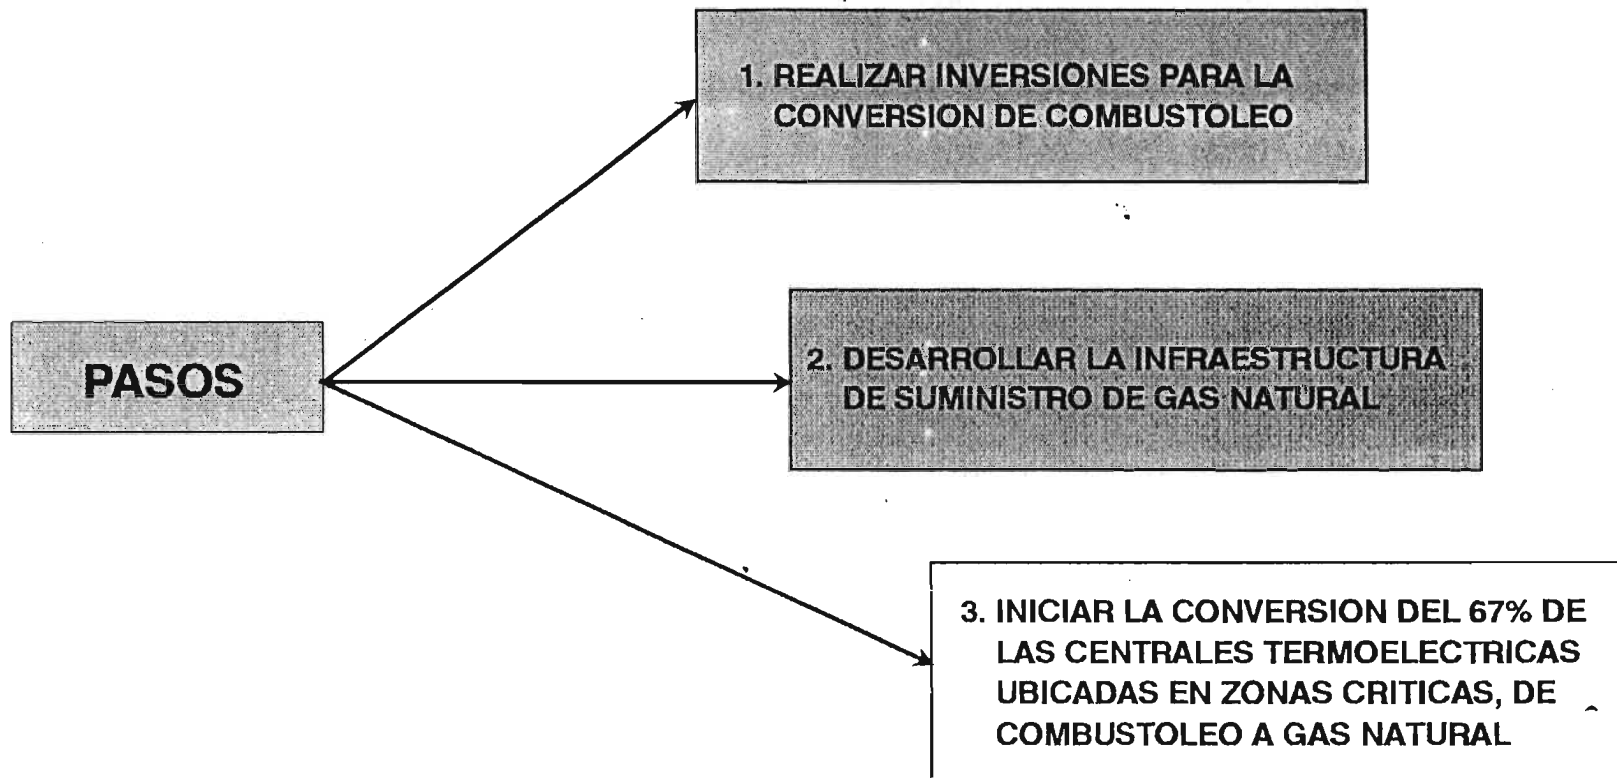 1. REALIZAR INVERSIONES PARA LA
CONVERSION DE COMBUSTOLEO
PASOS
2. DESARROLLAR LA INFRAESTRUCTURA
DE SUMINISTRO DE GAS NATURAL
3. INICIAR LA CONVERSION DEL 67% DE
LAS CENTRALES TERMOELECTRICAS
UBICADAS EN ZONAS CRITICAS, DE
COMBUSTOLEO A GAS NATURAL